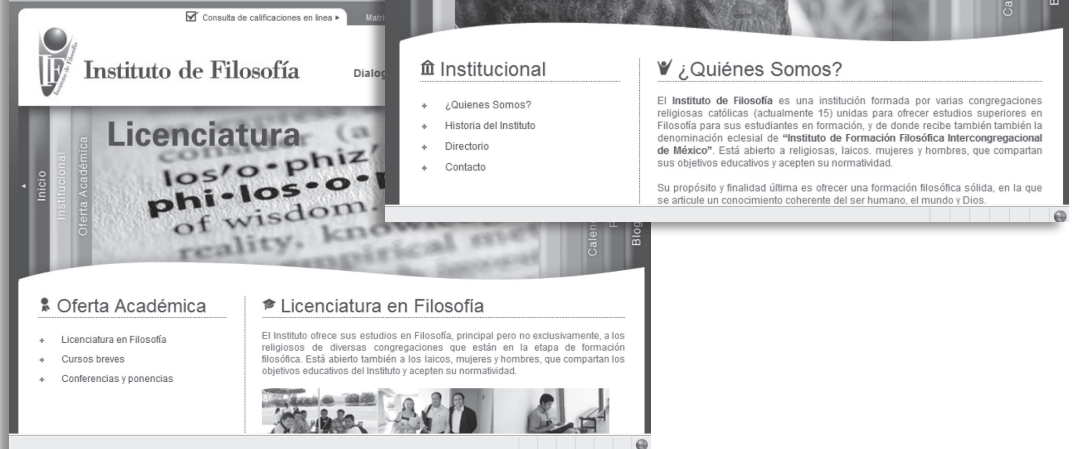 Consulta de calificaciones en linea
Instituto de Filosofía
Licenciatura
los'o•phiz'
phi•los•o•
of wisdom.
reality,
empirical
Inicio
Institucional
Oferta Académica
Blog
Oferta Académica
+ Licenciatura en Filosofía
+ Cursos breves
+ Conferencias y ponencias
Licenciatura en Filosofía
El Instituto ofrece sus estudios en Filosofía, principal pero no exclusivamente, a los
religiosos de diversas congregaciones que están en la etapa de formación
filosófica. Está abierto también a los laicos, mujeres y hombres, que compartan los
objetivos educativos del Instituto y acepten su normatividad.
Institucional
+ ¿Quienes Somos?
+ Historia del Instituto
+ Directorio
+ Contacto
¿Quiénes Somos?
El Instituto de Filosofía es una institución formada por varias congregaciones
religiosas católicas (actualmente 15) unidas para ofrecer estudios superiores en
Filosofía para sus estudiantes en formación, y de donde recibe también también la
denominación eclesial de “Instituto de Formación Filosófica Intercongregacional
de México”. Está abierto a religiosas, laicos. mujeres y hombres, que compartan
sus objetivos educativos y acepten su normatividad.
Su propósito y finalidad última es ofrecer una formación filosófica sólida, en la que
se articule un conocimiento coherente del ser humano, el mundo y Dios.